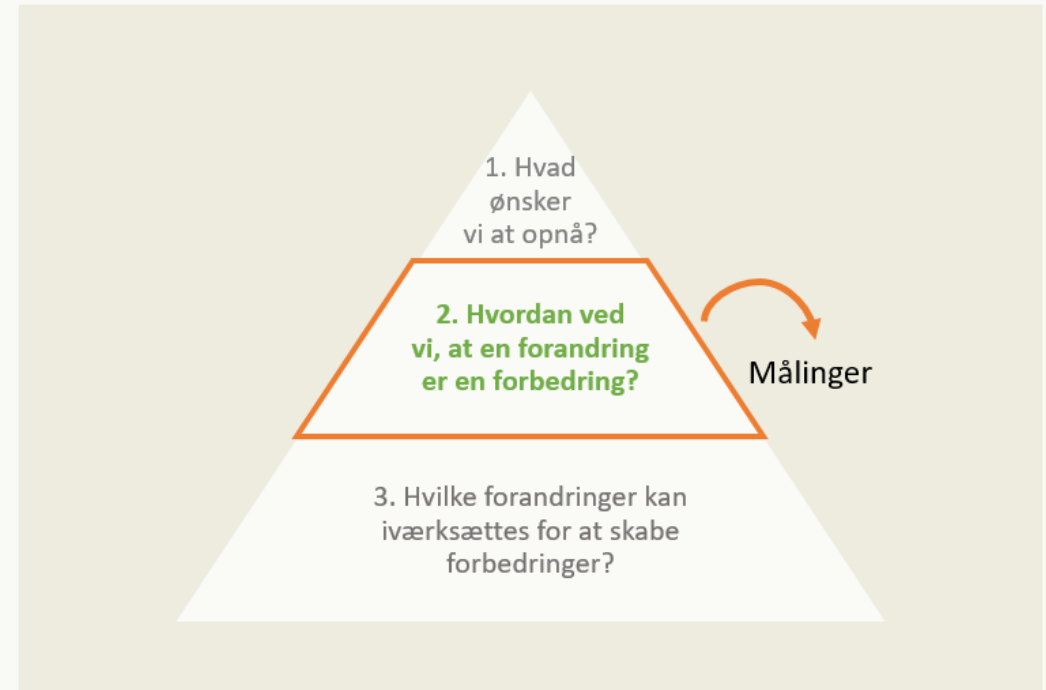 1. Hvad
ønsker
vi at opnå?
2. Hvordan ved
vi, at en forandring
er en forbedring?
Målinger
3. Hvilke forandringer kan
iværksættes for at skabe
forbedringer?